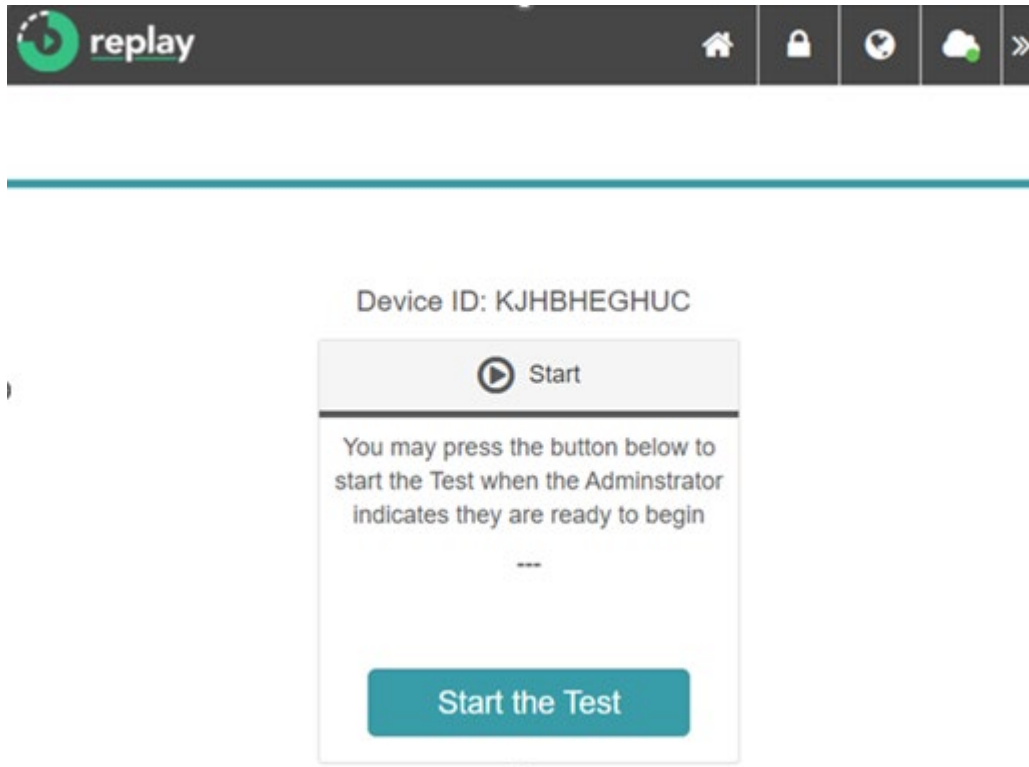 replay
Device ID: KJHBHEGHUC
Start
You may press the button below to
start the Test when the Adminstrator
indicates they are ready to begin
---
Start the Test